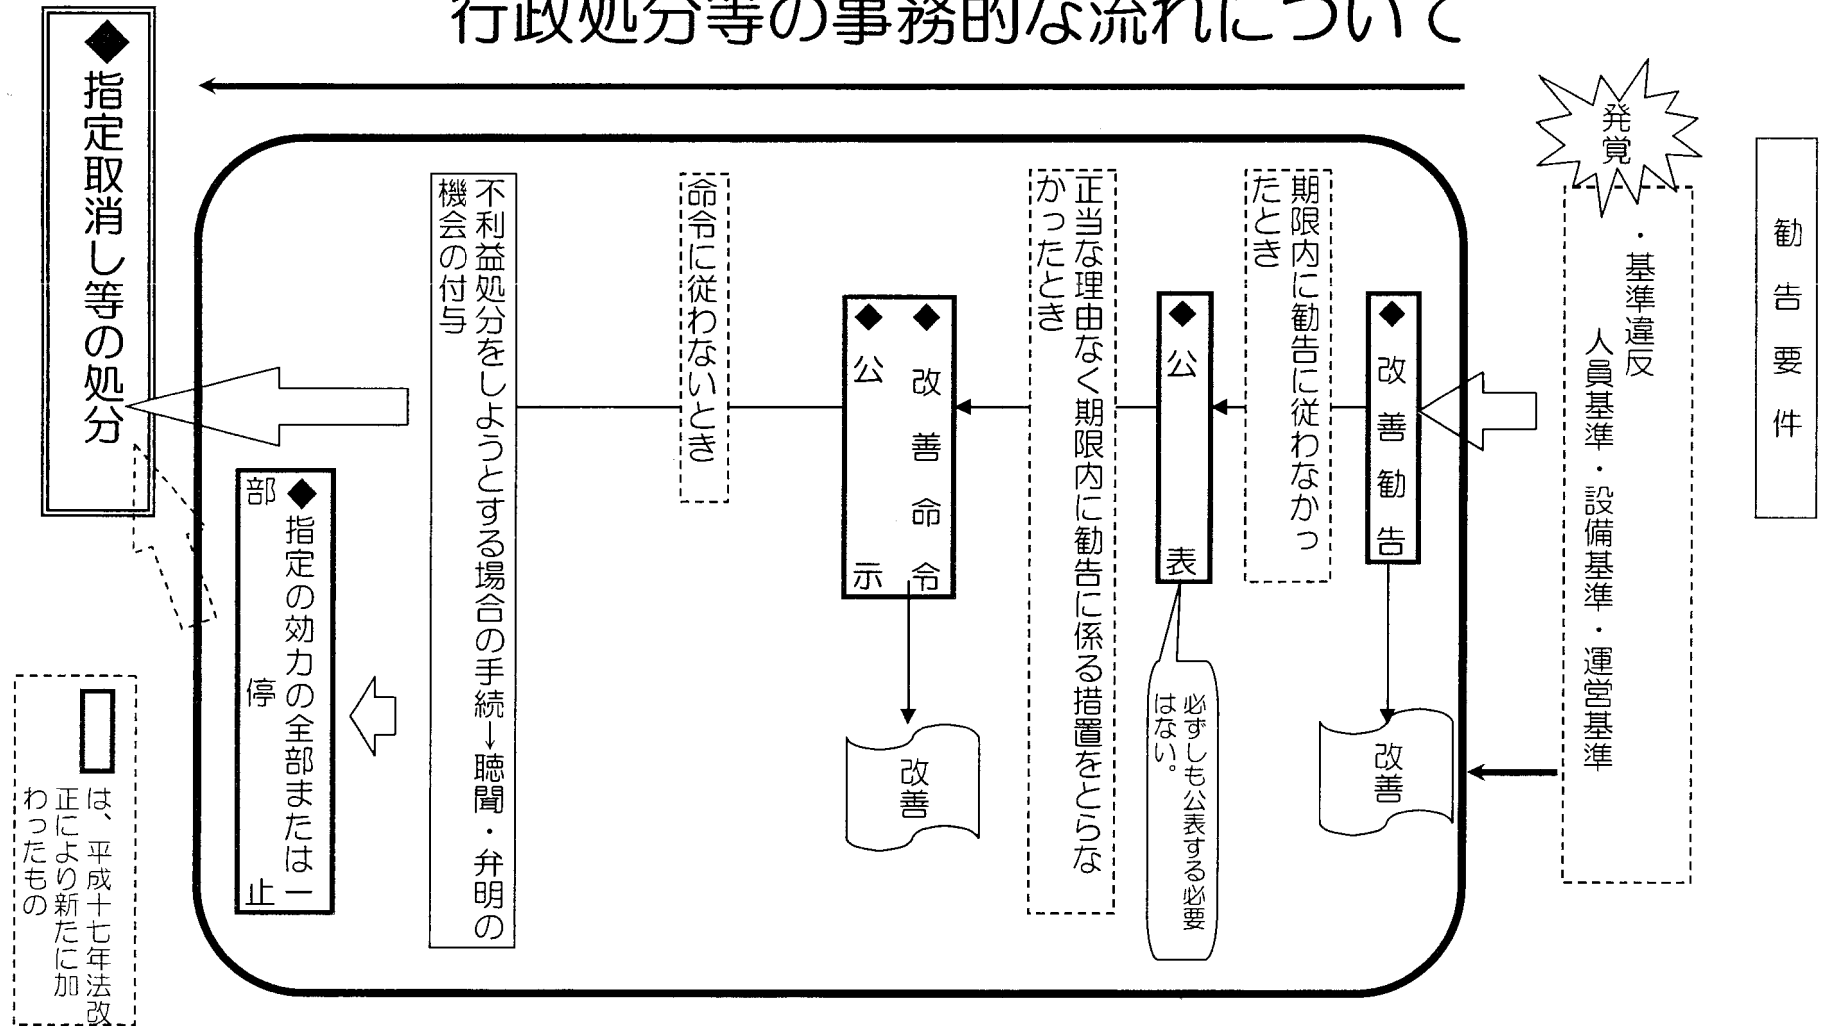 行政処分等の事務的な流れについて
勧告要件
発覚
・基準違反
人員基準・設備基準・運営基準
◆改善勧告
改善
期限内に勧告に従わなかっ
たとき
◆公表
必ずしも公表する必要
はない。
正当な理由なく期限内に勧告に係る措置をとらな
かったとき
◆改善命令
◆公示
改善
命令に従わないとき
不利益処分をしようとする場合の手続→聴聞・弁明の
機会の付与
◆指定の効力の全部または一
部停止
◆指定取消し等の処分
は、平成十七年法改
正により新たに加
わったもの